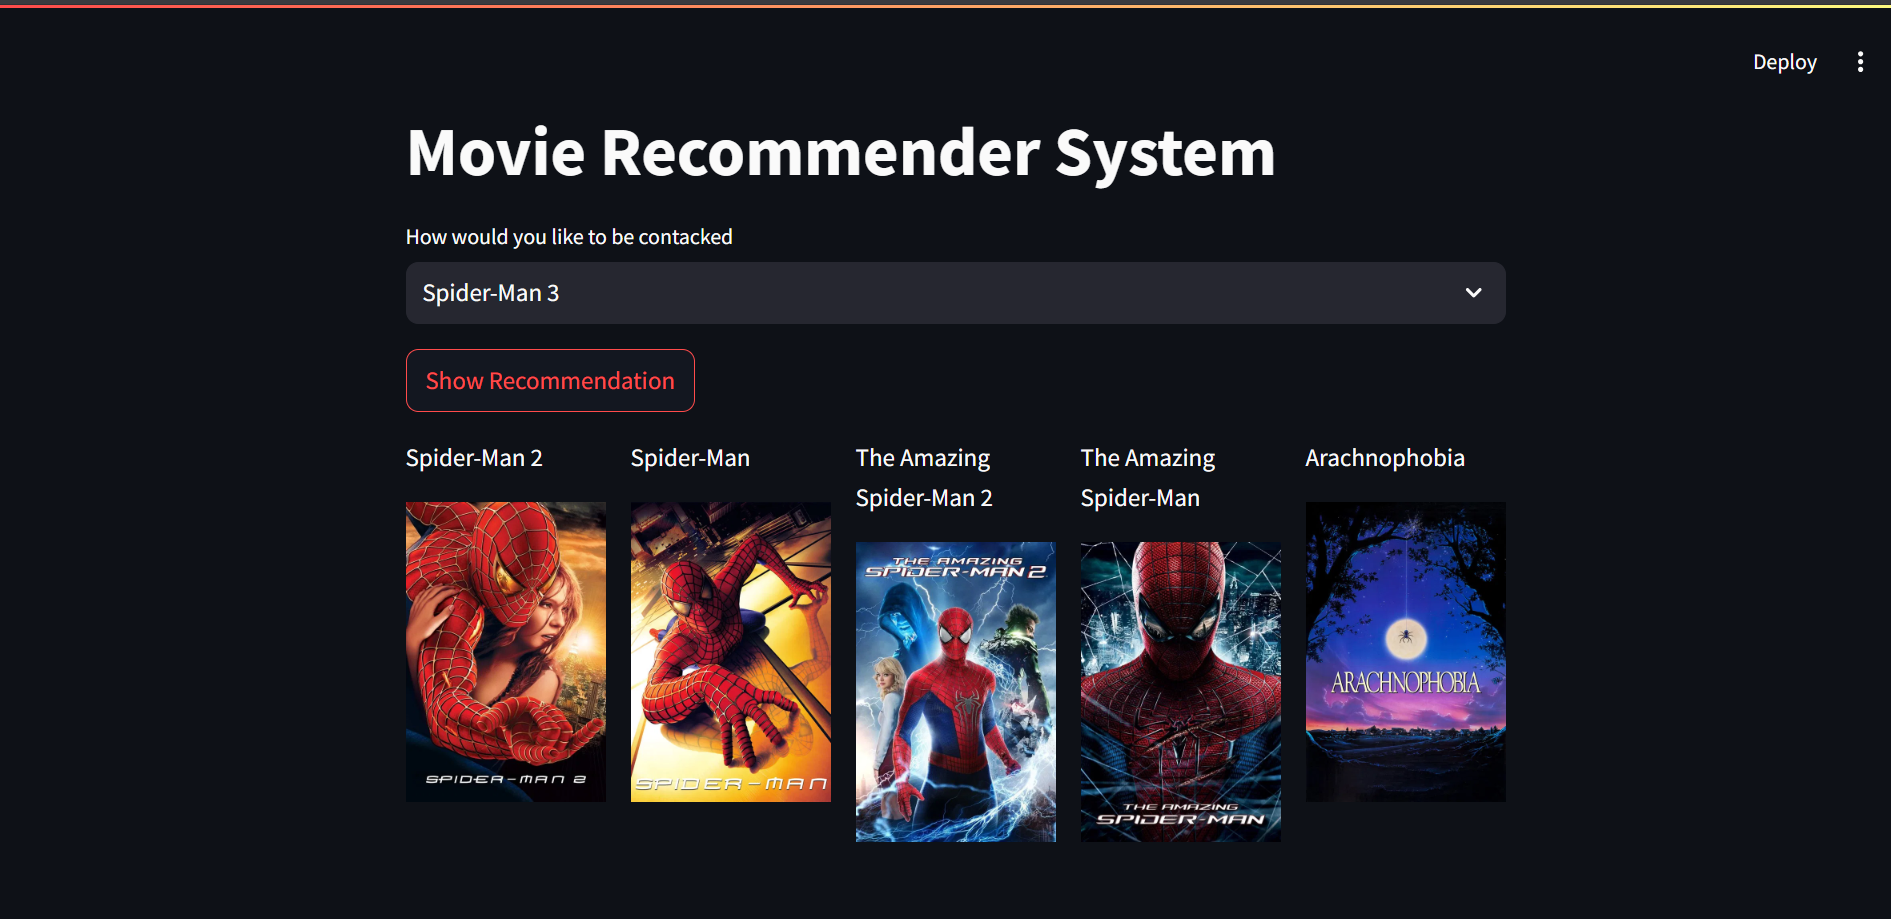 Deploy
Movie Recommender System
How would you like to be contacked
Spider-Man 3
Show Recommendation
Spider-Man 2
SPIDER-MAN 2
Spider-Man
SPIDER-MAN
The Amazing
Spider-Man 2
THE AMAZING
SPIDER-MAN 2
The Amazing
Spider-Man
THE AMAZING
SPIDER-MAN
Arachnophobia
ARACHNOPHOBIA